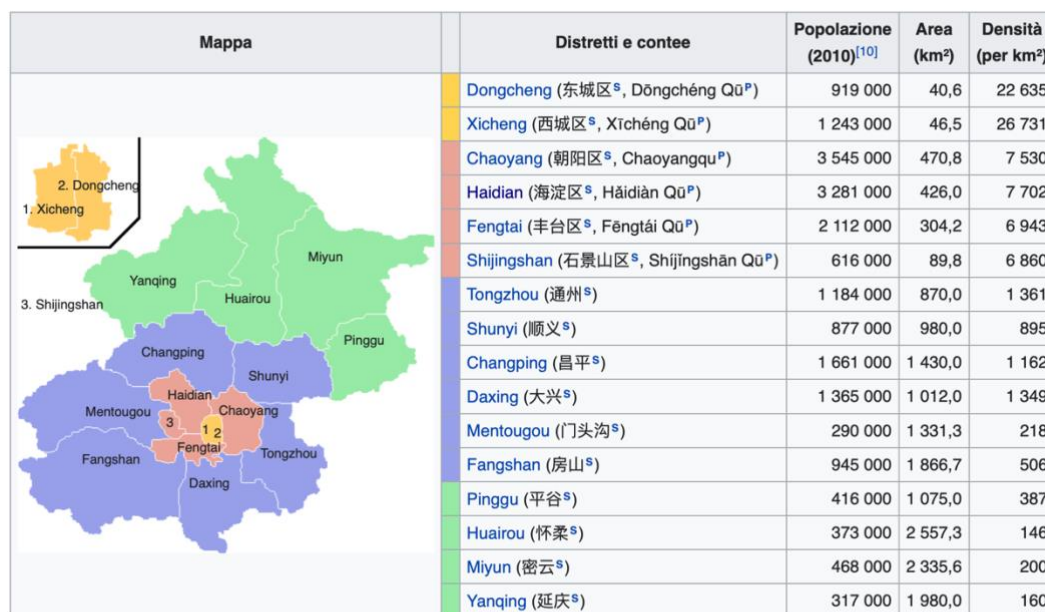 Mappa Distretti e contee Popolazione (2010)[10] Area (km²) Densità (per km²)
Dongcheng (东城区S, Dōngchéng QūP) 919 000 40,6 22 635
Xicheng (西城区S, Xīchéng QūP) 1 243 000 46,5 26 731
Chaoyang (朝阳区S, ChaoyangquP) 3 545 000 470,8 7 530
Haidian (海淀区S, Hǎidiàn QūP) 3 281 000 426,0 7 702
Fengtai (丰台区S, Fēngtái QūP) 2 112 000 304,2 6 943
Shijingshan (石景山区S, Shíjǐngshān QūP) 616 000 89,8 6 860
Tongzhou (通州S) 1 184 000 870,0 1 361
Shunyi (顺义S) 877 000 980,0 895
Changping (昌平S) 1 661 000 1 430,0 1 162
Daxing (大兴S) 1 365 000 1 012,0 1 349
Mentougou (门头沟S) 290 000 1 331,3 218
Fangshan (房山S) 945 000 1 866,7 506
Pinggu (平谷S) 416 000 1 075,0 387
Huairou (怀柔S) 373 000 2 557,3 146
Miyun (密云S) 468 000 2 335,6 200
Yanqing (延庆S) 317 000 1 980,0 160
2. Dongcheng
1. Xicheng
Miyun
Yanqing
Huairou
3. Shijingshan
Pinggu
Changping
Shunyi
Haidian
Mentougou
Chaoyang
3
1 2
Fengtai
Fangshan
Tongzhou
Daxing